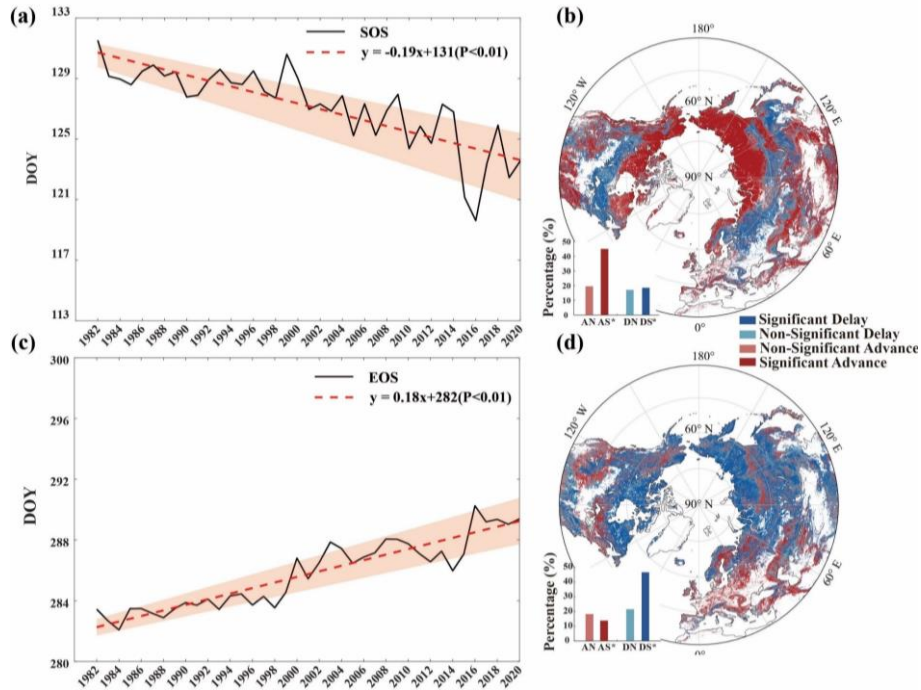 (a)
133
129
125
121
117
113
DOY
SOS
y = -0.19x+131(P<0.01)
1982
1984
1986
1988
1990
1992
1994
1996
1998
2000
2002
2004
2006
2008
2010
2012
2014
2016
2018
2020
(b)
180°
120° W
120° E
60° N
90° N
60° E
0°
Percentage (%)
50
40
30
20
10
0
AN AS* DN DS*
Significant Delay
Non-Significant Delay
Non-Significant Advance
Significant Advance
(c)
300
296
292
288
284
280
DOY
EOS
y = 0.18x+282(P<0.01)
1982
1984
1986
1988
1990
1992
1994
1996
1998
2000
2002
2004
2006
2008
2010
2012
2014
2016
2018
2020
(d)
180°
120° W
120° E
60° N
90° N
60° E
0°
Percentage (%)
50
40
30
20
10
0
AN AS* DN DS*